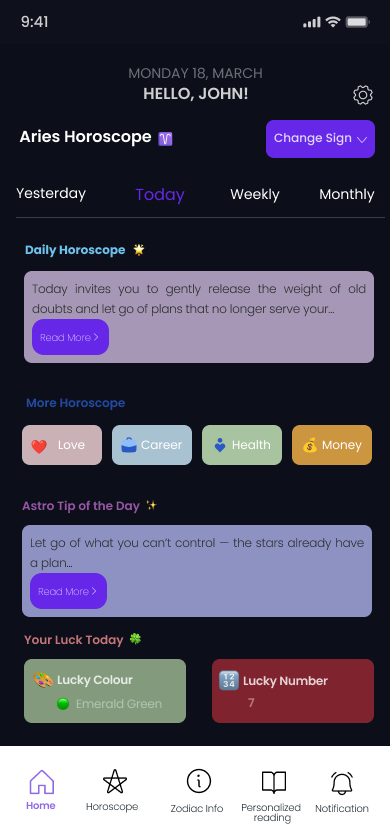 9:41
MONDAY 18, MARCH
HELLO, JOHN!
Aries Horoscope ♈
Change Sign
Yesterday Today Weekly Monthly
Daily Horoscope
Today invites you to gently release the weight of old
doubts and let go of plans that no longer serve your...
Read More >
More Horoscope
Love Career Health Money
Astro Tip of the Day
Let go of what you can't control — the stars already have
a plan...
Read More >
Your Luck Today
Lucky Colour
Emerald Green
1234 Lucky Number
7
Home Horoscope Zodiac Info Personalized reading Notification